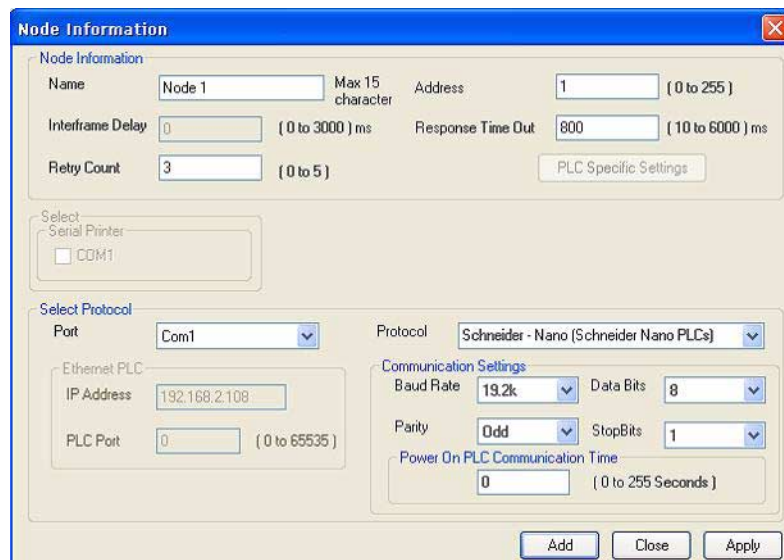 Node Information
Node Information
Name Node 1 Max 15 character Address 1 ( 0 to 255 )
Interframe Delay 0 ( 0 to 3000 ) ms Response Time Out 800 ( 10 to 6000 ) ms
Retry Count 3 ( 0 to 5 ) PLC Specific Settings
Select
Serial Printer
COM1
Select Protocol
Port Com1 Protocol Schneider - Nano (Schneider Nano PLCs)
Ethernet PLC
IP Address 192.168.2.108
PLC Port 0 ( 0 to 65535 )
Communication Settings
Baud Rate 19.2k Data Bits 8
Parity Odd StopBits 1
Power On PLC Communication Time
0 ( 0 to 255 Seconds )
Add Close Apply